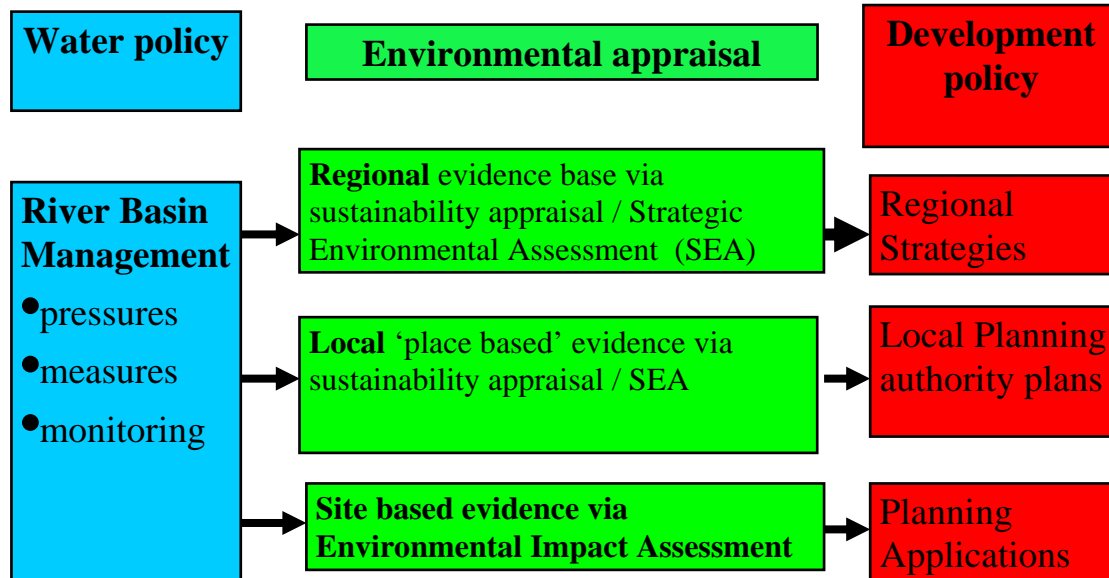 Water policy
Environmental appraisal
Development
policy
River Basin
Management
•pressures
•measures
•monitoring
Regional evidence base via
sustainability appraisal / Strategic
Environmental Assessment (SEA)
Regional
Strategies
Local ‘place based’ evidence via
sustainability appraisal / SEA
Local Planning
authority plans
Site based evidence via
Environmental Impact Assessment
Planning
Applications